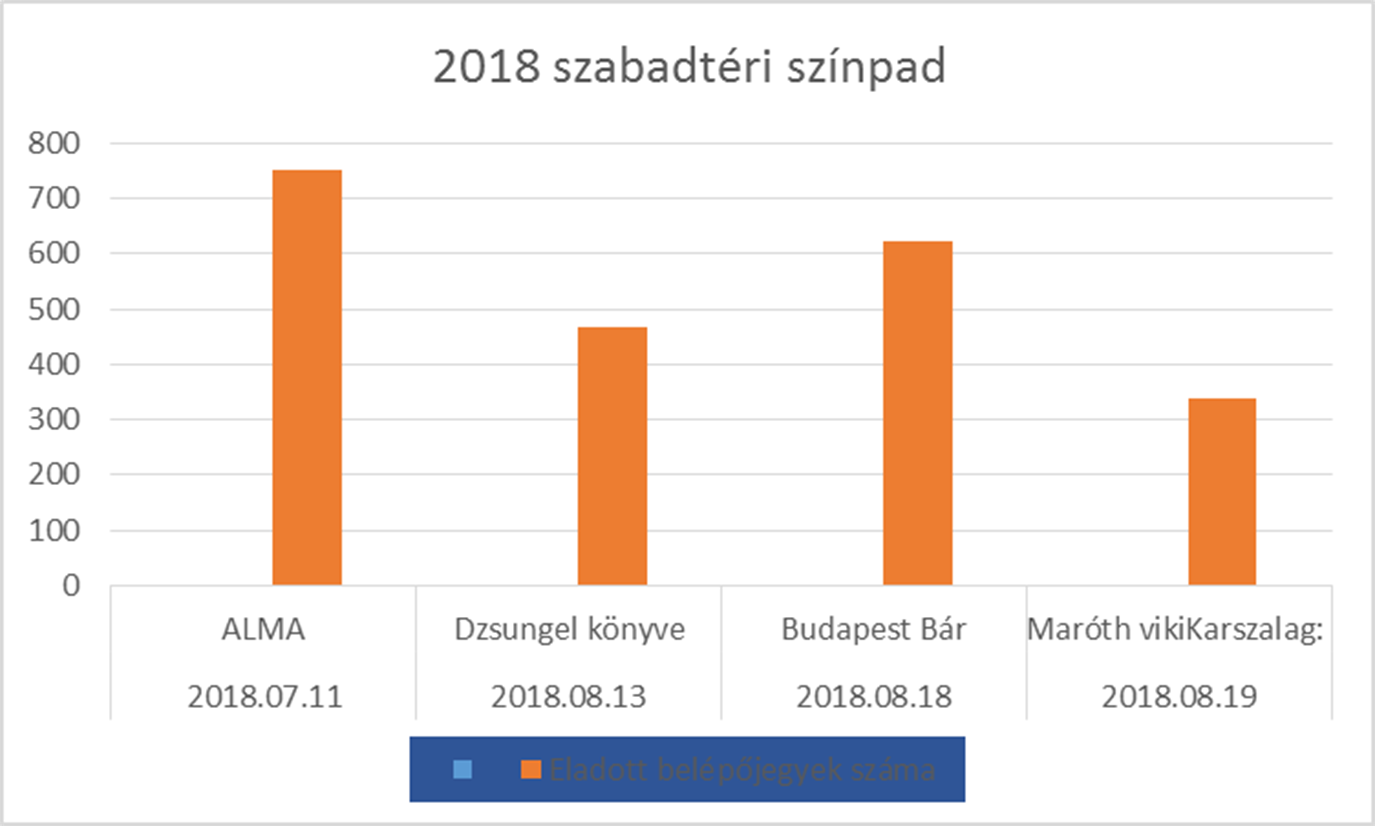 2018 szabadtéri színpad
800
700
600
500
400
300
200
100
0
ALMA
Dzsungel könyve
Budapest Bár
Maróth vikiKarszalag:
2018.07.11
2018.08.13
2018.08.18
2018.08.19
Eladott belépőjegyek száma